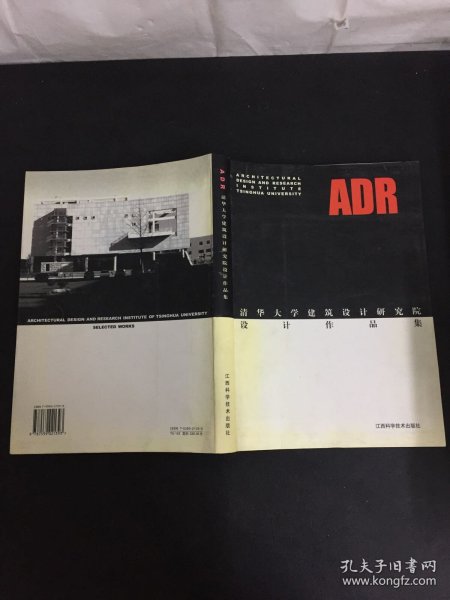 ARCHITECTURAL
DESIGN AND RESEARCH
INSTITUTE
TSINGHUA UNIVERSITY
ADR
清华大学建筑设计研究院
设计作品集
江西科学技术出版社
ADR 清华大学建筑设计研究院设计作品集
江西科学技术出版社
ARCHITECTURAL DESIGN AND RESEARCH INSTITUTE OF TSINGHUA UNIVERSITY
SELECTED WORKS
孔夫子旧书网
www.kongfz.com